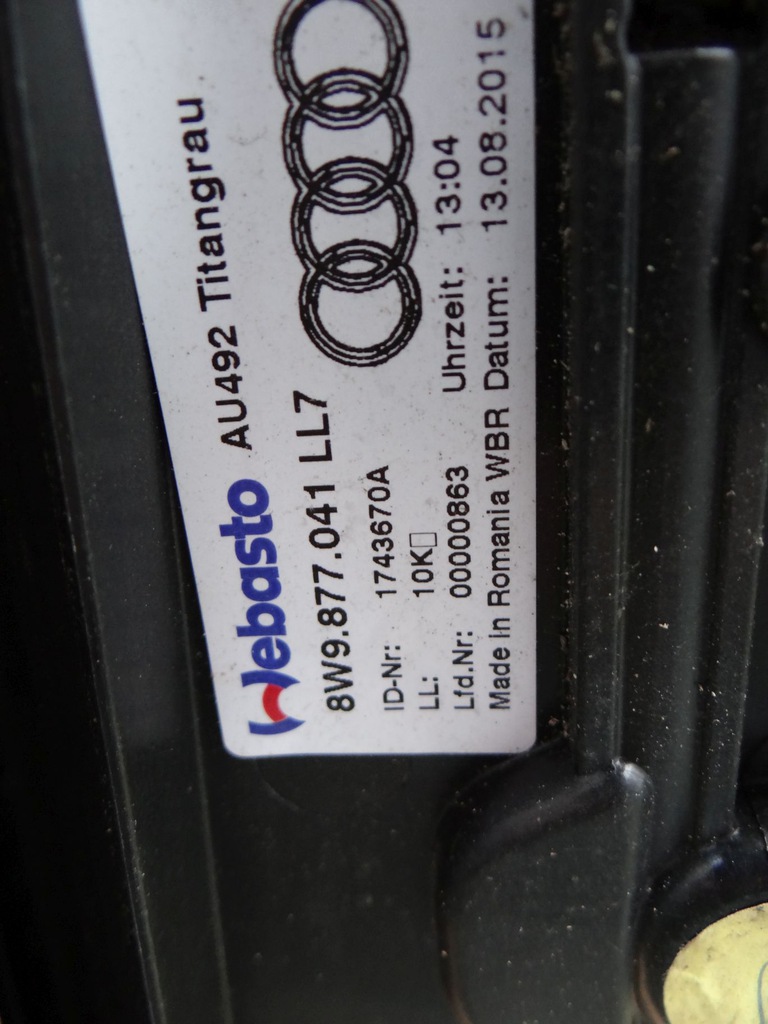 Webasto AU492 Titangrau
8W9.877.041 LL7
ID-Nr: 1743670A
LL: 10K□
Lfd.Nr: 00000863 Uhrzeit: 13:04
Made in Romania WBR Datum: 13.08.2015